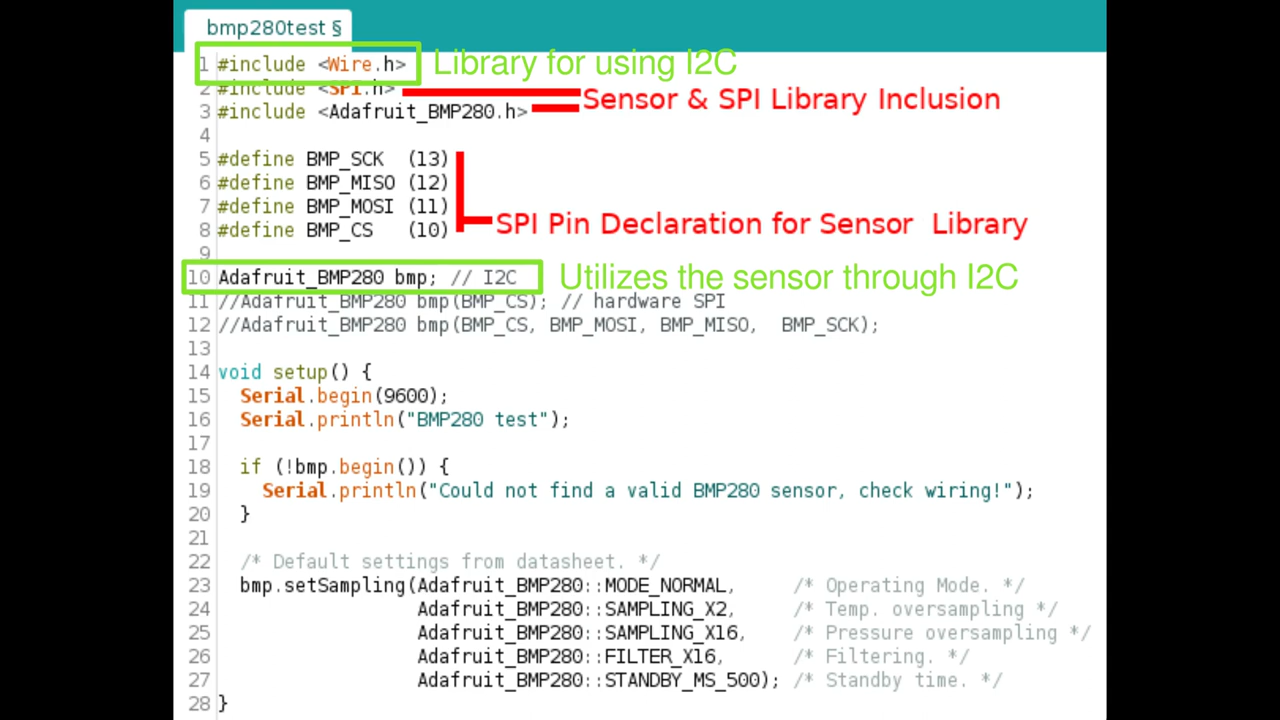 bmp280test §
1 #include <Wire.h> Library for using I2C
2 #include <SPI.h>
Sensor & SPI Library Inclusion
3 #include <Adafruit_BMP280.h>
4
5 #define BMP_SCK  (13)
6 #define BMP_MISO (12)
7 #define BMP_MOSI (11)
SPI Pin Declaration for Sensor  Library
8 #define BMP_CS   (10)
9
10 Adafruit_BMP280 bmp; // I2C Utilizes the sensor through I2C
11 //Adafruit_BMP280 bmp(BMP_CS); // hardware SPI
12 //Adafruit_BMP280 bmp(BMP_CS, BMP_MOSI, BMP_MISO,  BMP_SCK);
13
14 void setup() {
15   Serial.begin(9600);
16   Serial.println("BMP280 test");
17
18   if (!bmp.begin()) {
19     Serial.println("Could not find a valid BMP280 sensor, check wiring!");
20   }
21
22   /* Default settings from datasheet. */
23   bmp.setSampling(Adafruit_BMP280::MODE_NORMAL,     /* Operating Mode. */
24                   Adafruit_BMP280::SAMPLING_X2,     /* Temp. oversampling */
25                   Adafruit_BMP280::SAMPLING_X16,    /* Pressure oversampling */
26                   Adafruit_BMP280::FILTER_X16,      /* Filtering. */
27                   Adafruit_BMP280::STANDBY_MS_500); /* Standby time. */
28 }